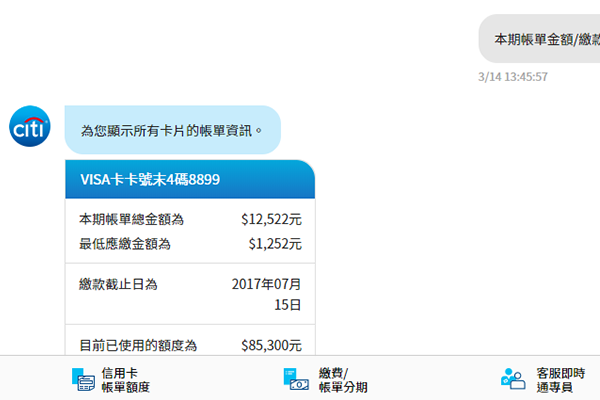 本期帳單金額/繳款
3/14 13:45:57
citi
為您顯示所有卡片的帳單資訊。
VISA卡卡號末4碼8899
本期帳單總金額為 $12,522元
最低應繳金額為 $1,252元
繳款截止日為 2017年07月
15日
目前已使用的額度為 $85,300元
信用卡
帳單額度
繳費/
帳單分期
客服即時
通專員